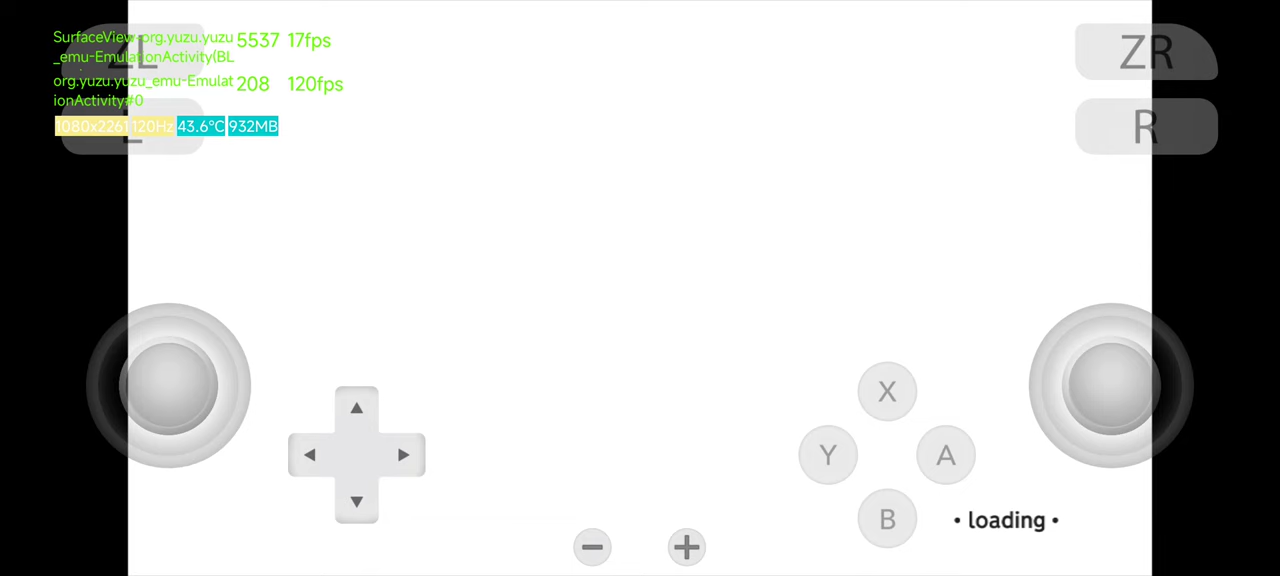 SurfaceView-org.yuzu.yuzu 5537 17fps
_emu-EmulationActivity(BL
org.yuzu.yuzu_emu-Emulat 208 120fps
ionActivity#0
1080x2261 120Hz 43.6°C 932MB
ZL
L
ZR
R
X
Y
A
B
• loading •